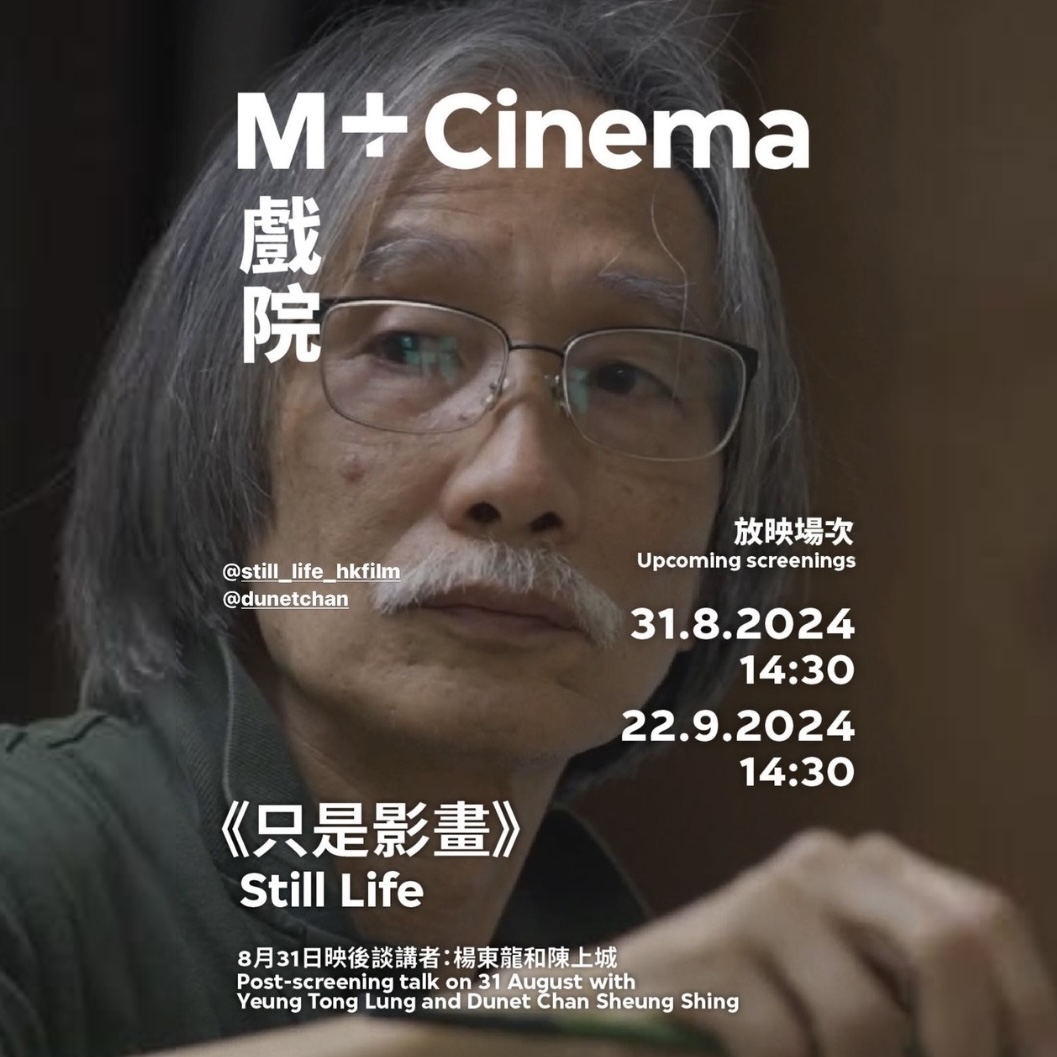 M+ Cinema
戲
院
放映場次
Upcoming screenings
@still_life_hkfilm
@dunetchan
31.8.2024
14:30
22.9.2024
14:30
《只是影畫》
Still Life
8月31日映後談講者：楊東龍和陳上城
Post-screening talk on 31 August with
Yeung Tong Lung and Dunet Chan Sheung Shing